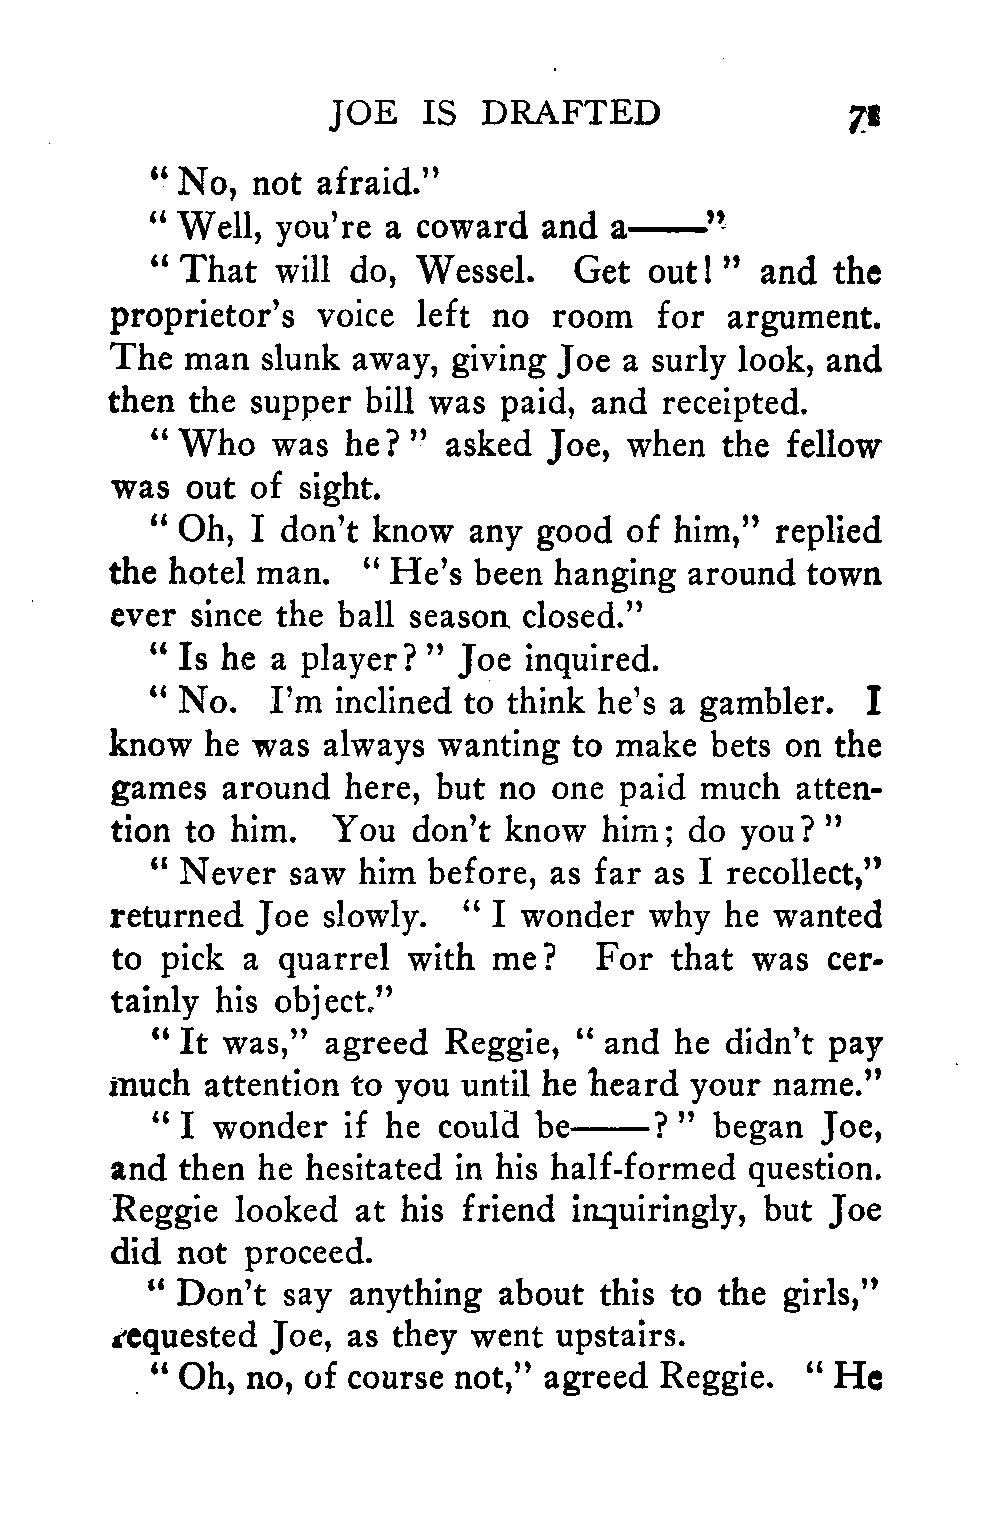 JOE IS DRAFTED 71
“ No, not afraid.”
“ Well, you're a coward and a——”
“ That will do, Wessel. Get out! ” and the
proprietor's voice left no room for argument.
The man slunk away, giving Joe a surly look, and
then the supper bill was paid, and receipted.
“ Who was he? ” asked Joe, when the fellow
was out of sight.
“ Oh, I don't know any good of him,” replied
the hotel man. “ He's been hanging around town
ever since the ball season closed.”
“ Is he a player? ” Joe inquired.
“ No. I'm inclined to think he's a gambler. I
know he was always wanting to make bets on the
games around here, but no one paid much atten-
tion to him. You don't know him; do you? ”
“ Never saw him before, as far as I recollect,”
returned Joe slowly. “ I wonder why he wanted
to pick a quarrel with me? For that was cer-
tainly his object.”
“ It was,” agreed Reggie, “ and he didn't pay
much attention to you until he heard your name.”
“ I wonder if he could be——? ” began Joe,
and then he hesitated in his half-formed question.
Reggie looked at his friend inquiringly, but Joe
did not proceed.
“ Don't say anything about this to the girls,”
requested Joe, as they went upstairs.
“ Oh, no, of course not,” agreed Reggie. “ He